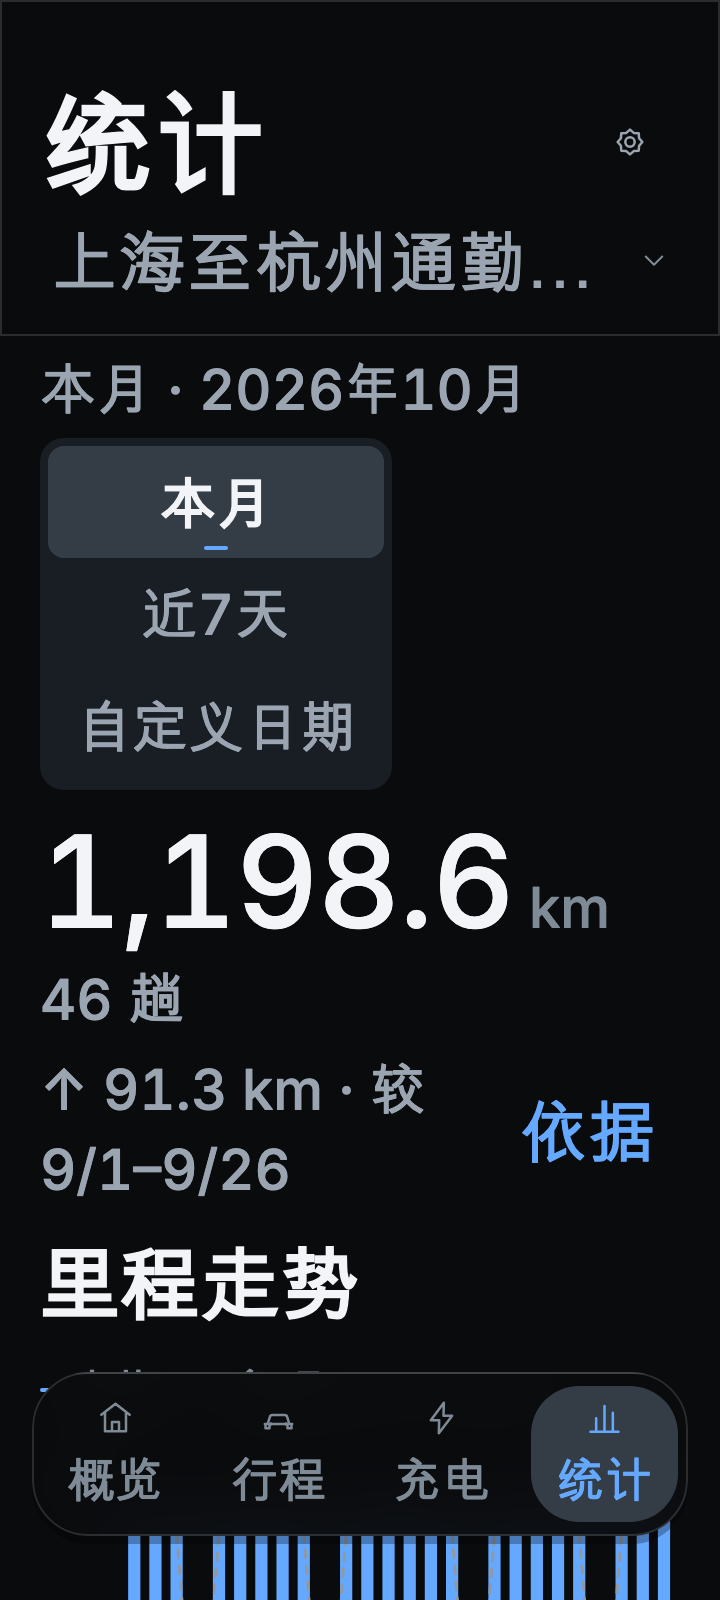 统计
上海至杭州通勤…
本月 · 2026年10月
本月
近7天
自定义日期
1,198.6 km
46 趟
↑ 91.3 km · 较
9/1–9/26
依据
里程走势
概览
行程
充电
统计